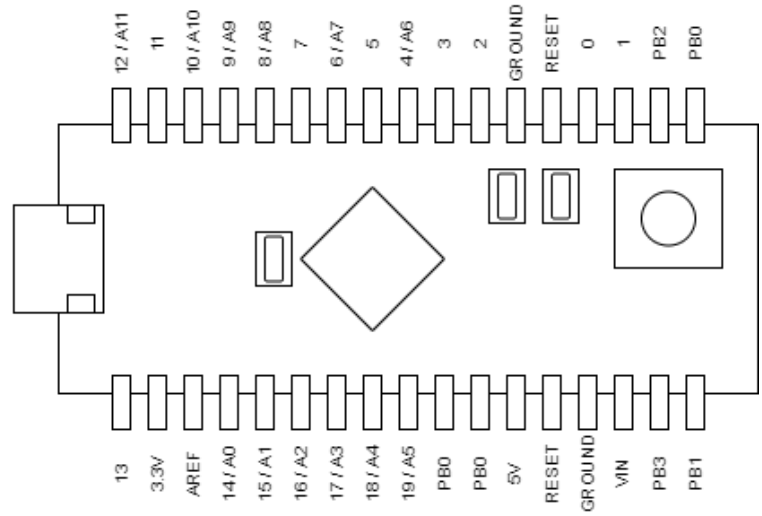 12 / A11
11
10 / A10
9 / A9
8 / A8
7
6 / A7
5
4 / A6
3
2
GROUND
RESET
0
1
PB2
PB0
13
3.3V
AREF
14 / A0
15 / A1
16 / A2
17 / A3
18 / A4
19 / A5
PB0
PB0
5V
RESET
GROUND
VIN
PB3
PB1